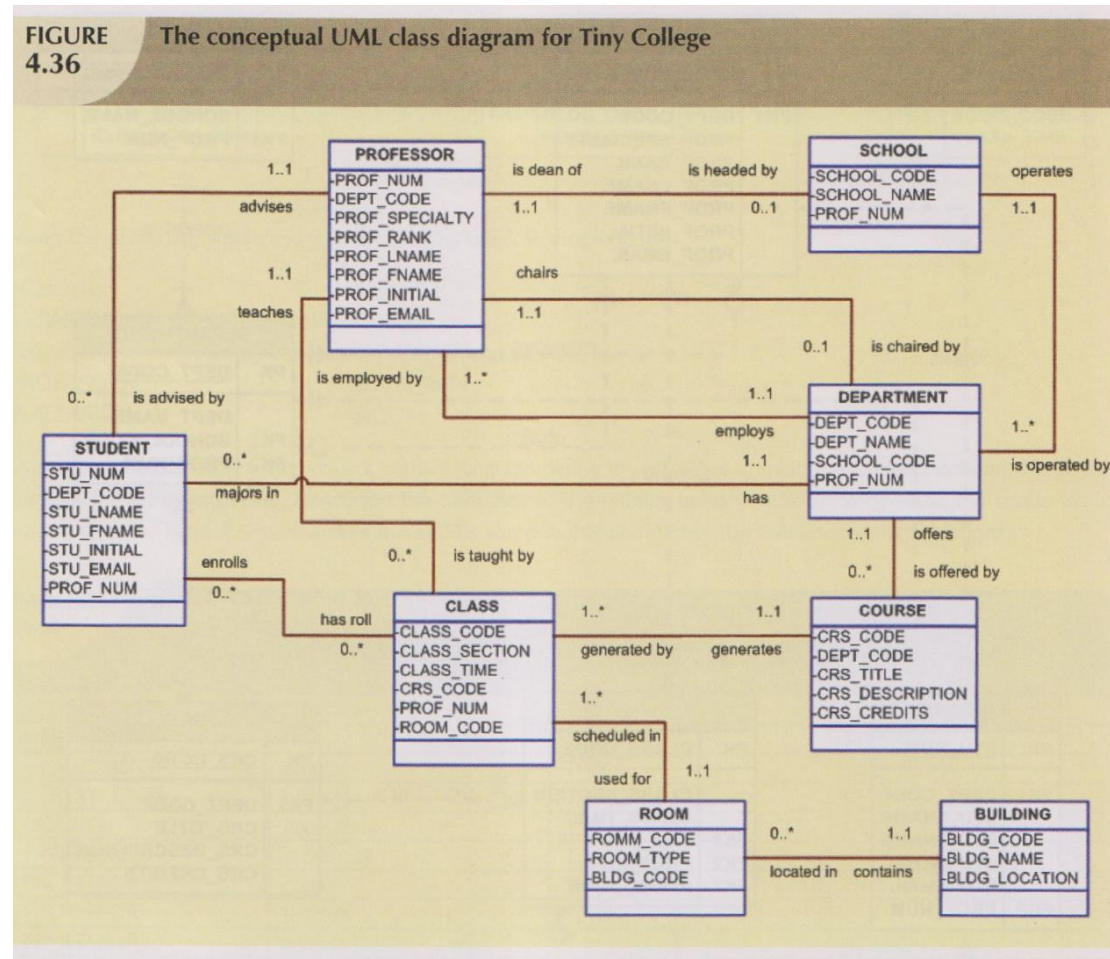 FIGURE 4.36
The conceptual UML class diagram for Tiny College
PROFESSOR
-PROF_NUM
-DEPT_CODE
-PROF_SPECIALTY
-PROF_RANK
-PROF_LNAME
-PROF_FNAME
-PROF_INITIAL
-PROF_EMAIL
1..1
advises
1..1
teaches
is dean of
1..1
is headed by
0..1
SCHOOL
-SCHOOL_CODE
-SCHOOL_NAME
-PROF_NUM
operates
1..1
chairs
1..1
0..1
is chaired by
is employed by
1..*
1..1
employs
DEPARTMENT
-DEPT_CODE
-DEPT_NAME
-SCHOOL_CODE
-PROF_NUM
1..*
is operated by
0..*
is advised by
STUDENT
-STU_NUM
-DEPT_CODE
-STU_LNAME
-STU_FNAME
-STU_INITIAL
-STU_EMAIL
-PROF_NUM
0..*
majors in
1..1
has
enrolls
0..*
has roll
0..*
0..*
is taught by
1..1
offers
0..*
is offered by
CLASS
-CLASS_CODE
-CLASS_SECTION
-CLASS_TIME
-CRS_CODE
-PROF_NUM
-ROOM_CODE
1..*
generated by
1..1
generates
COURSE
-CRS_CODE
-DEPT_CODE
-CRS_TITLE
-CRS_DESCRIPTION
-CRS_CREDITS
1..*
scheduled in
used for
1..1
ROOM
-ROMM_CODE
-ROOM_TYPE
-BLDG_CODE
0..*
located in
1..1
contains
BUILDING
-BLDG_CODE
-BLDG_NAME
-BLDG_LOCATION